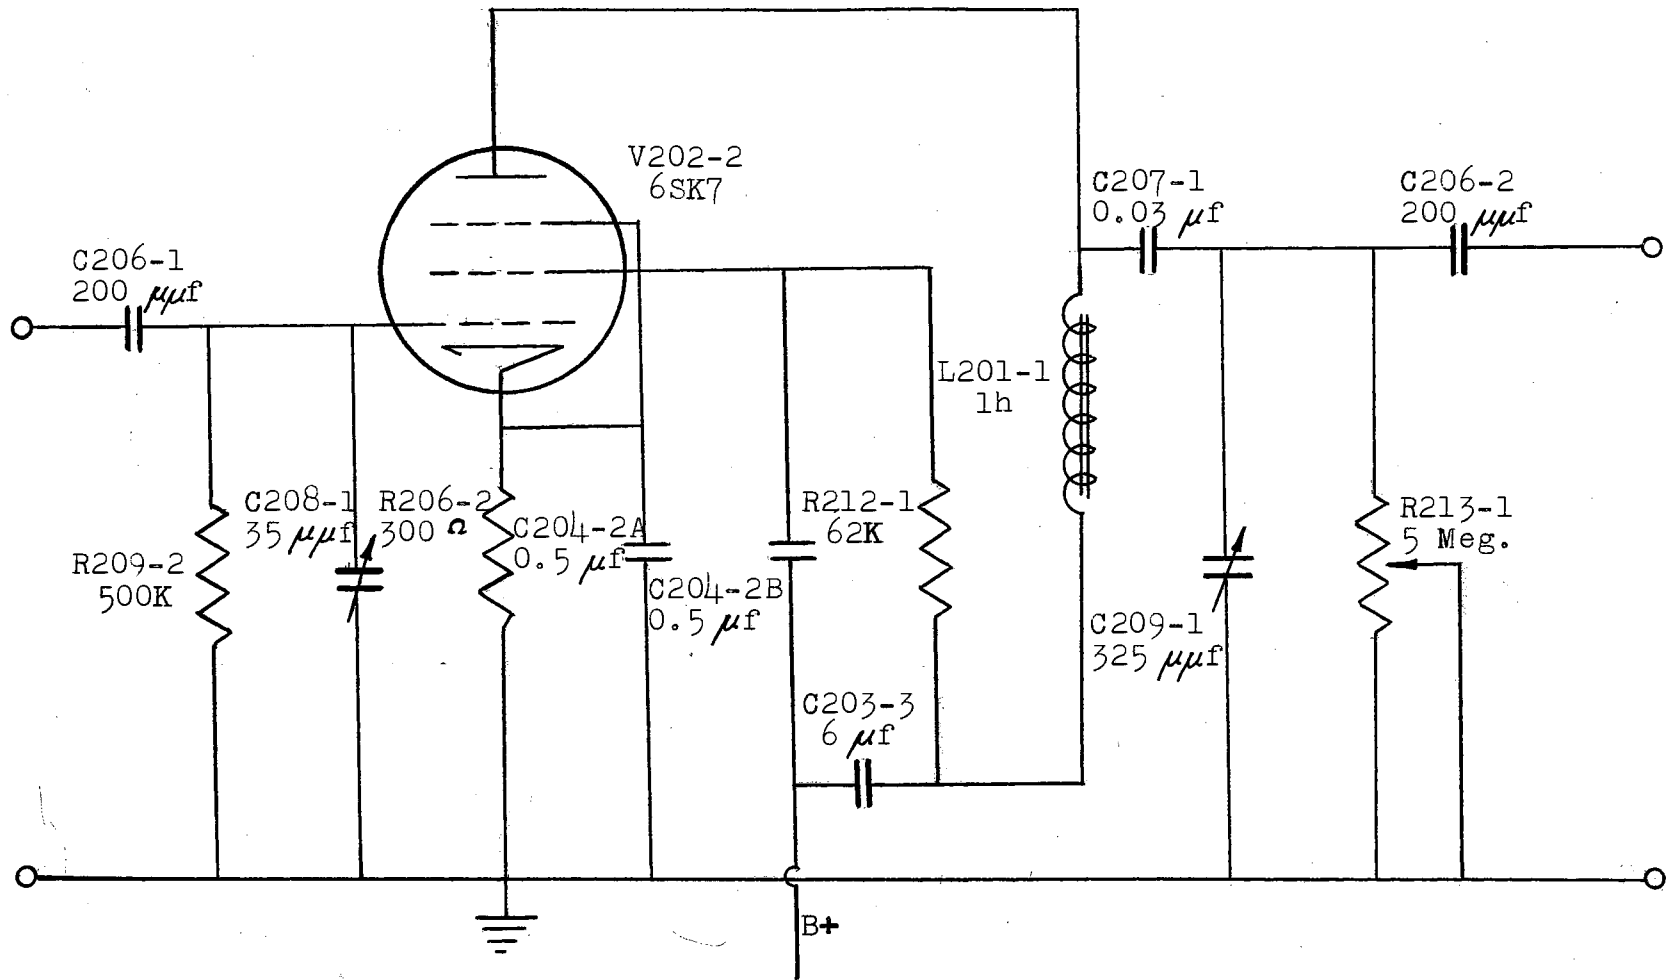 V202-2
6SK7
C207-1
0.03 μf
C206-2
200 μμf
C206-1
200 μμf
L201-1
1h
C208-1
35 μμf
R206-2
300 Ω
C204-2A
0.5 μf
R212-1
62K
R213-1
5 Meg.
R209-2
500K
C204-2B
0.5 μf
C209-1
325 μμf
C203-3
6 μf
B+